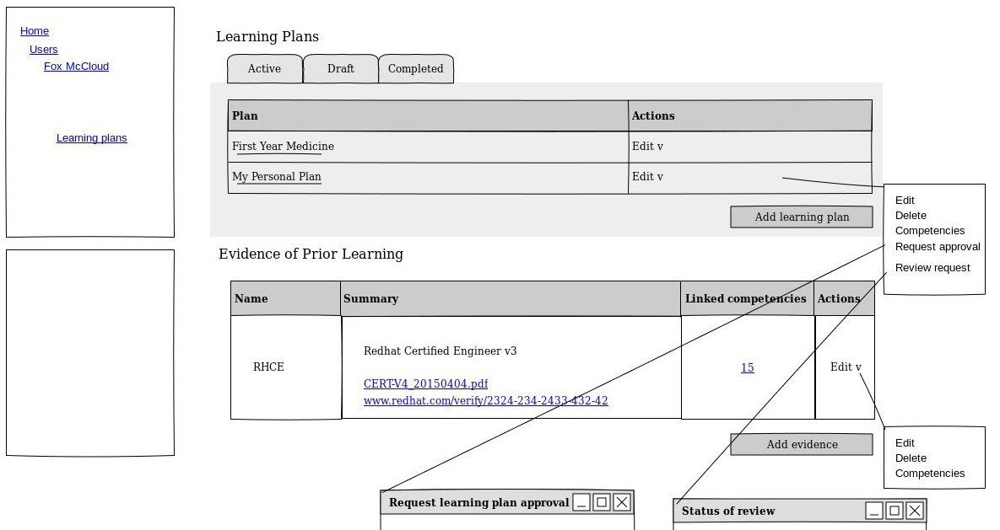 Home
Users
Fox McCloud
Learning plans
Learning Plans
Active Draft Completed
Plan Actions
First Year Medicine Edit v
My Personal Plan Edit v
Add learning plan
Edit
Delete
Competencies
Request approval
Review request
Evidence of Prior Learning
Name Summary Linked competencies Actions
Redhat Certified Engineer v3
RHCE 15 Edit v
CERT-V4_20150404.pdf
www.redhat.com/verify/2324-234-2433-432-42
Add evidence
Edit
Delete
Competencies
Request learning plan approval
Status of review